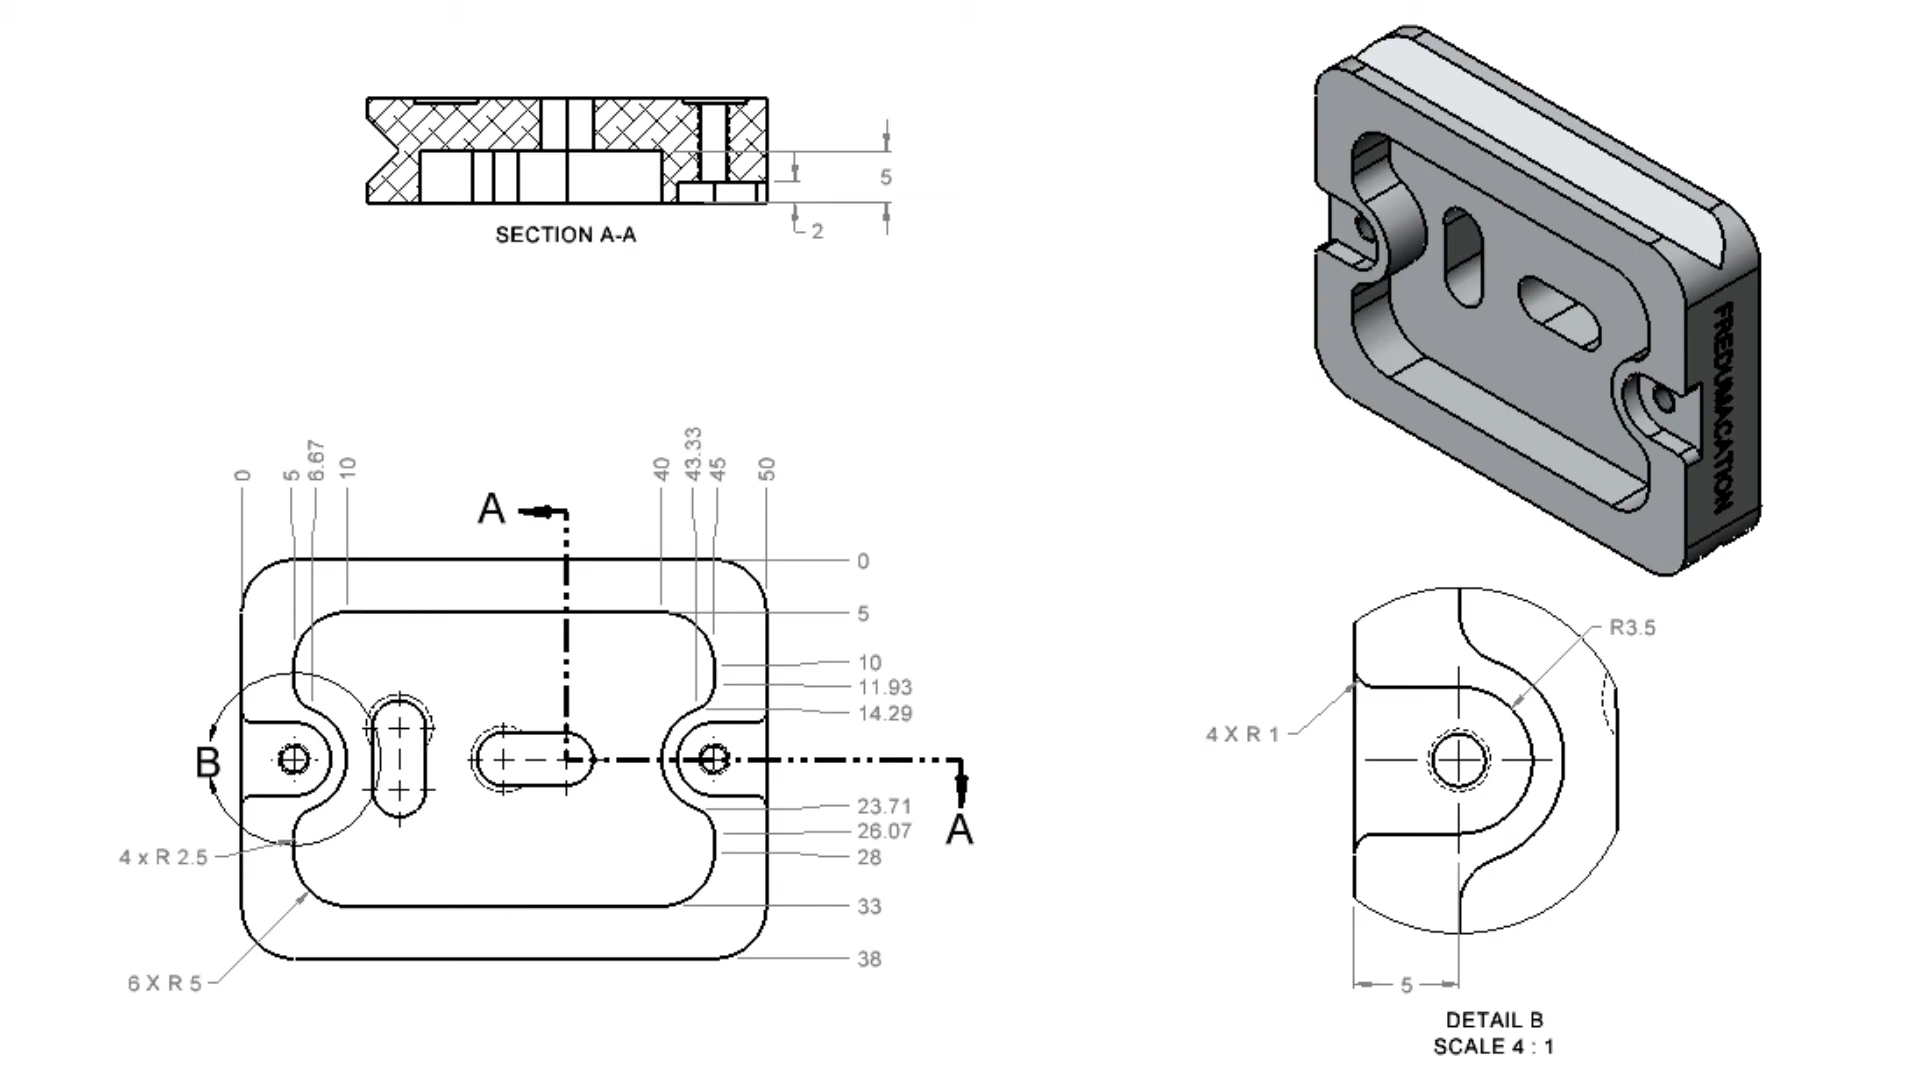 5
2
SECTION A-A
FREDUMACATION
0
5
6.67
10
40
43.33
45
50
A
0
5
10
11.93
14.29
B
23.71
26.07
28
33
38
A
4 x R 2.5
6 X R 5
R3.5
4 X R 1
5
DETAIL B
SCALE 4 : 1